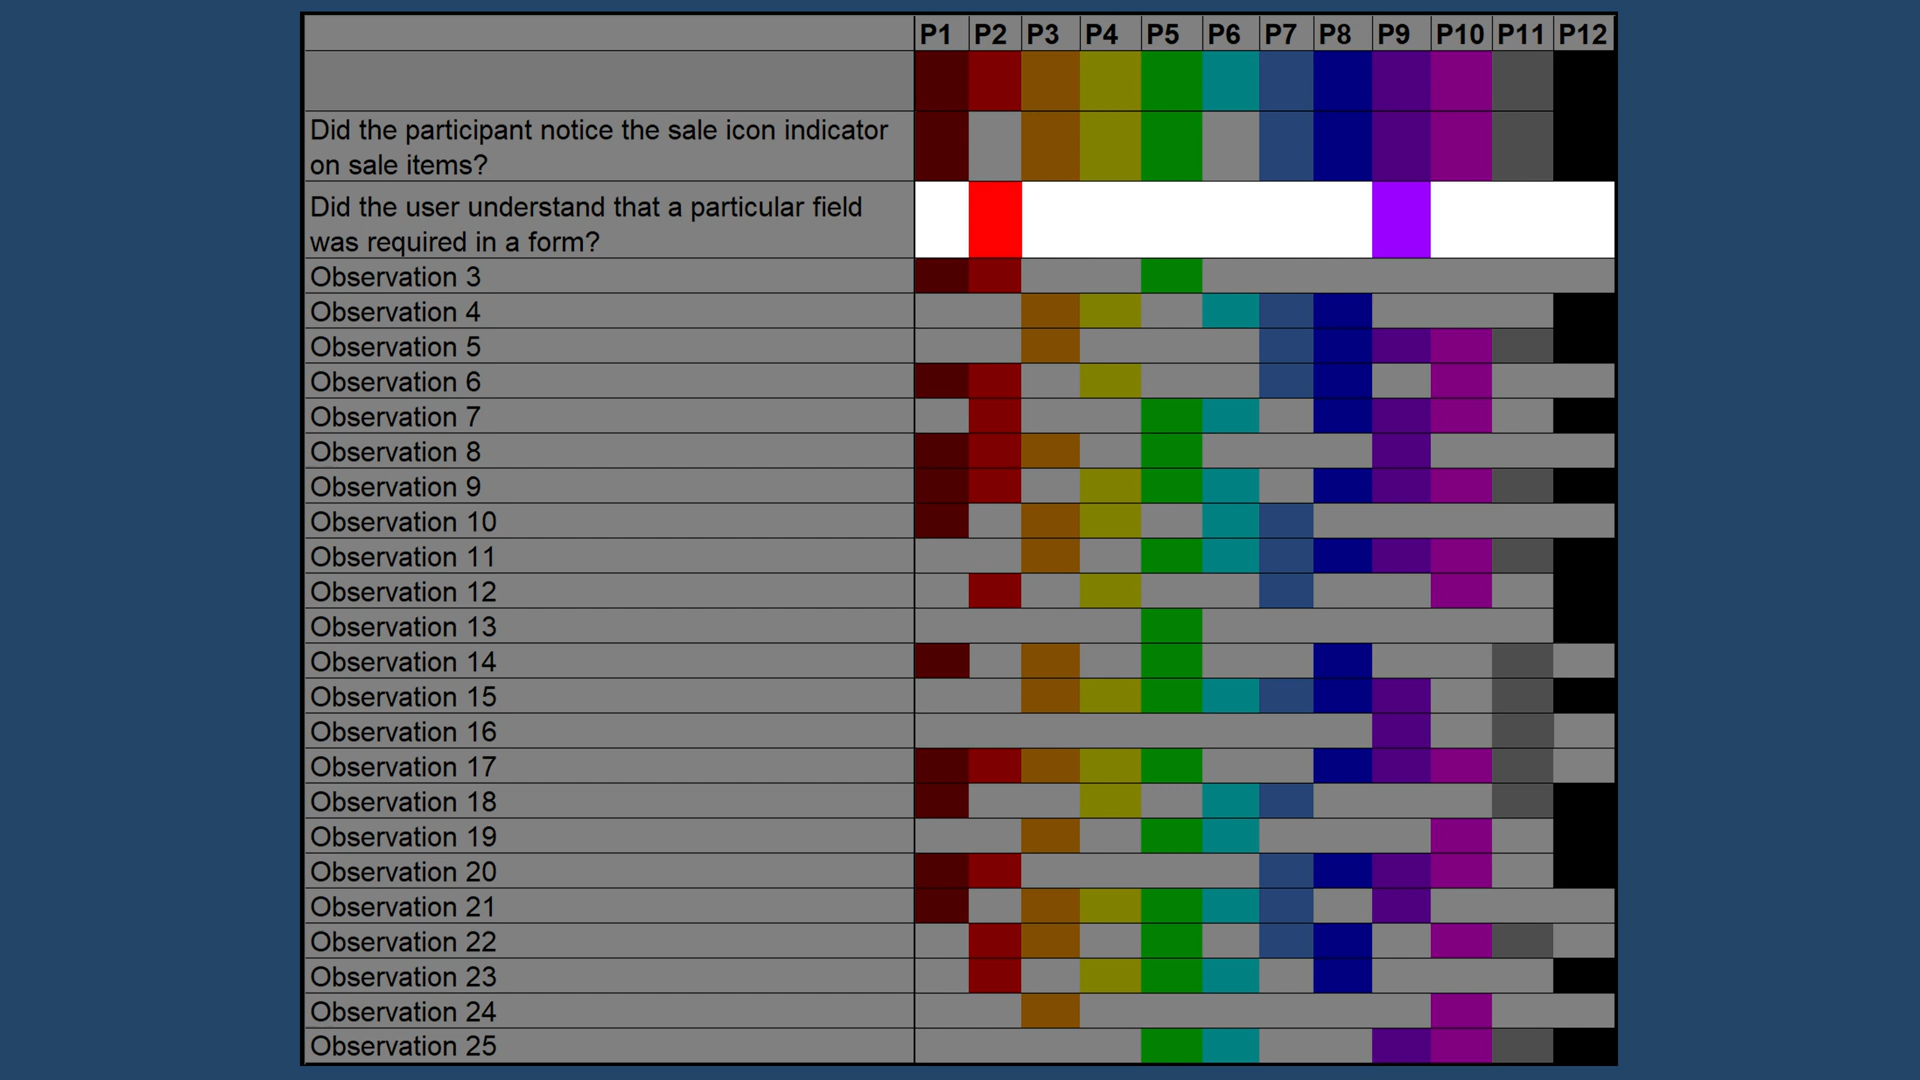 P1 P2 P3 P4 P5 P6 P7 P8 P9 P10 P11 P12
Did the participant notice the sale icon indicator
on sale items?
Did the user understand that a particular field
was required in a form?
Observation 3
Observation 4
Observation 5
Observation 6
Observation 7
Observation 8
Observation 9
Observation 10
Observation 11
Observation 12
Observation 13
Observation 14
Observation 15
Observation 16
Observation 17
Observation 18
Observation 19
Observation 20
Observation 21
Observation 22
Observation 23
Observation 24
Observation 25